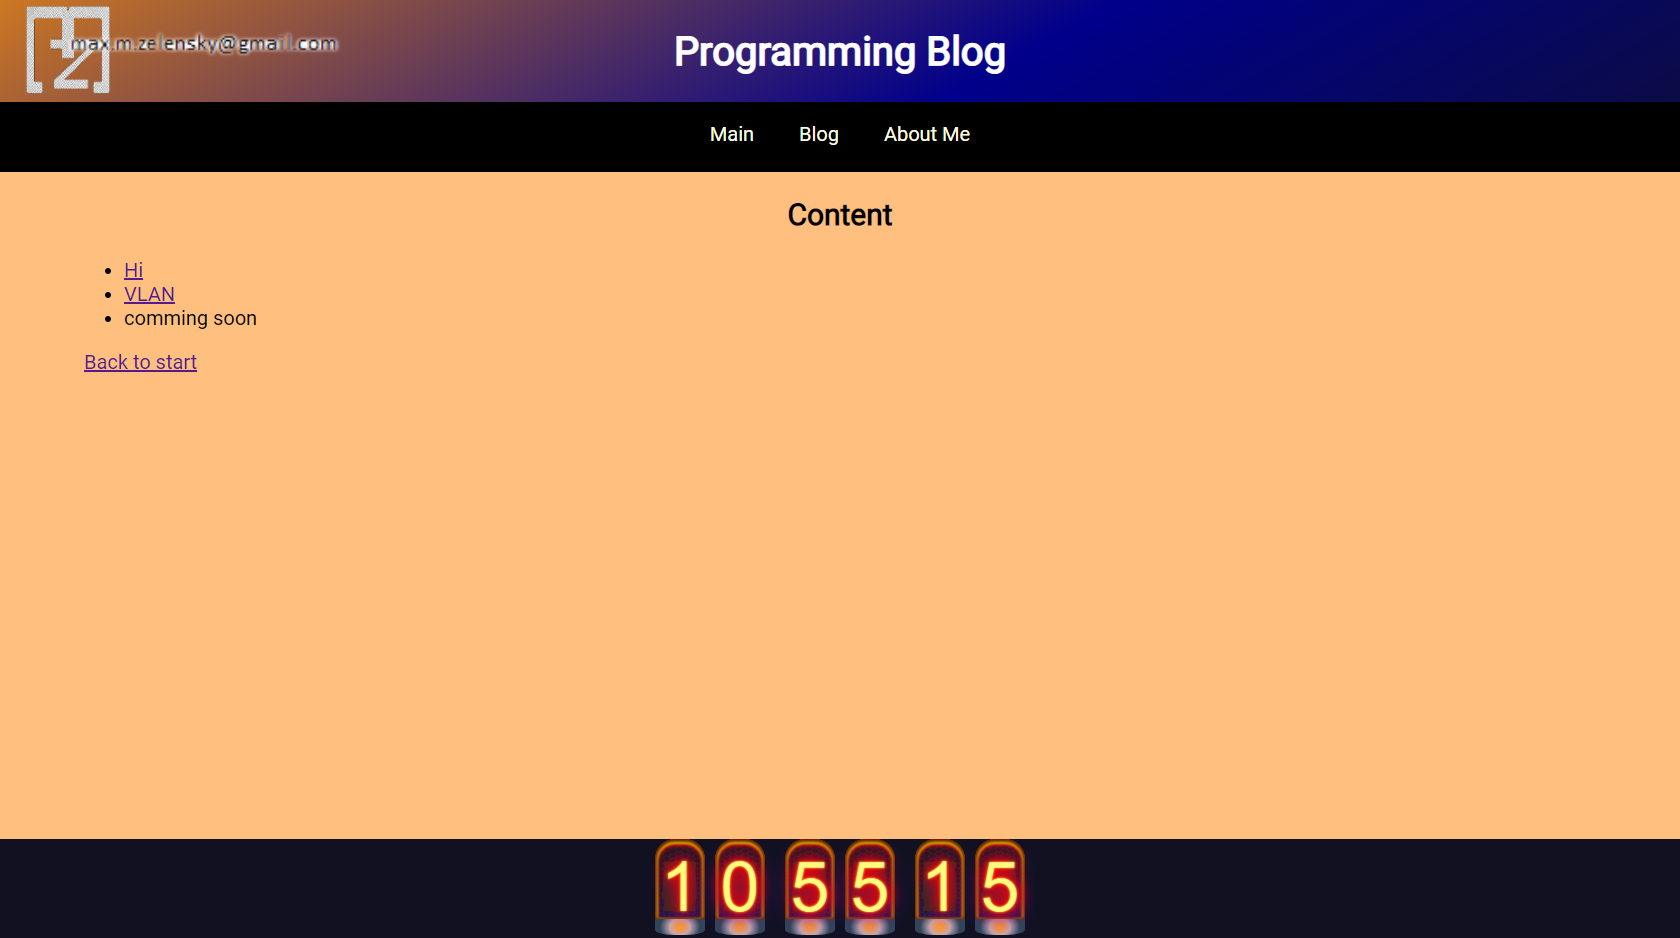 max.m.zelensky@gmail.com
Programming Blog
Main Blog About Me
Content
Hi
VLAN
comming soon
Back to start
10 55 15